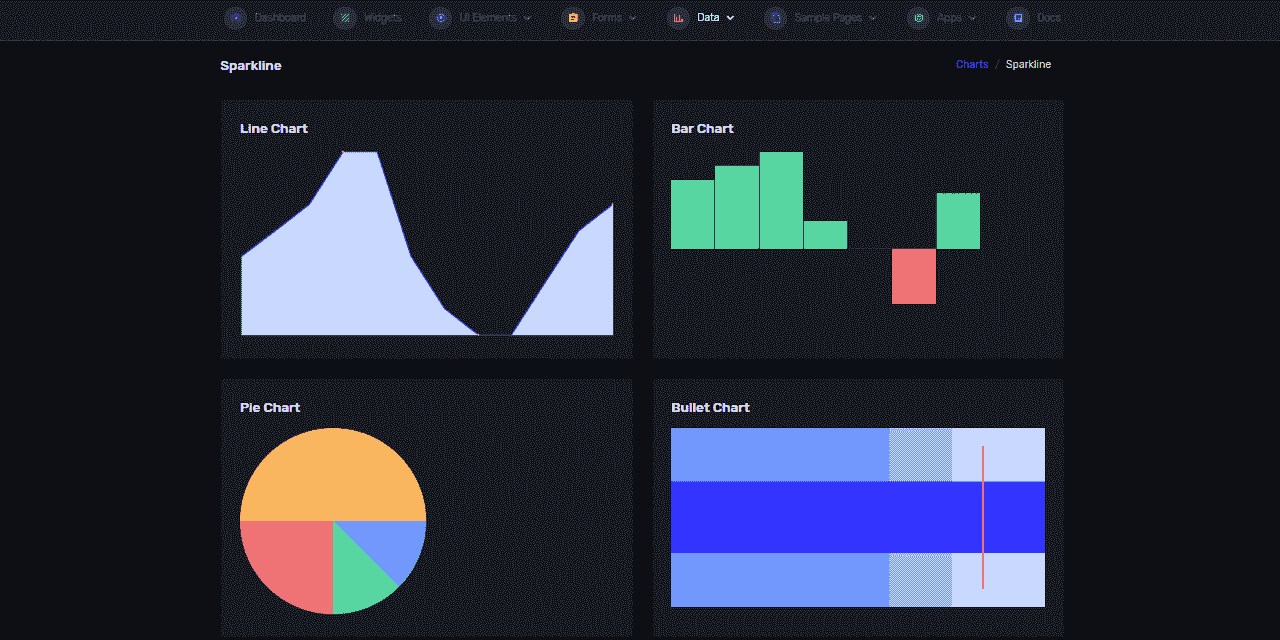 Dashboard Widgets UI Elements Forms Data Sample Pages Apps Docs
Sparkline
Charts / Sparkline
Line Chart
Bar Chart
Pie Chart
Bullet Chart